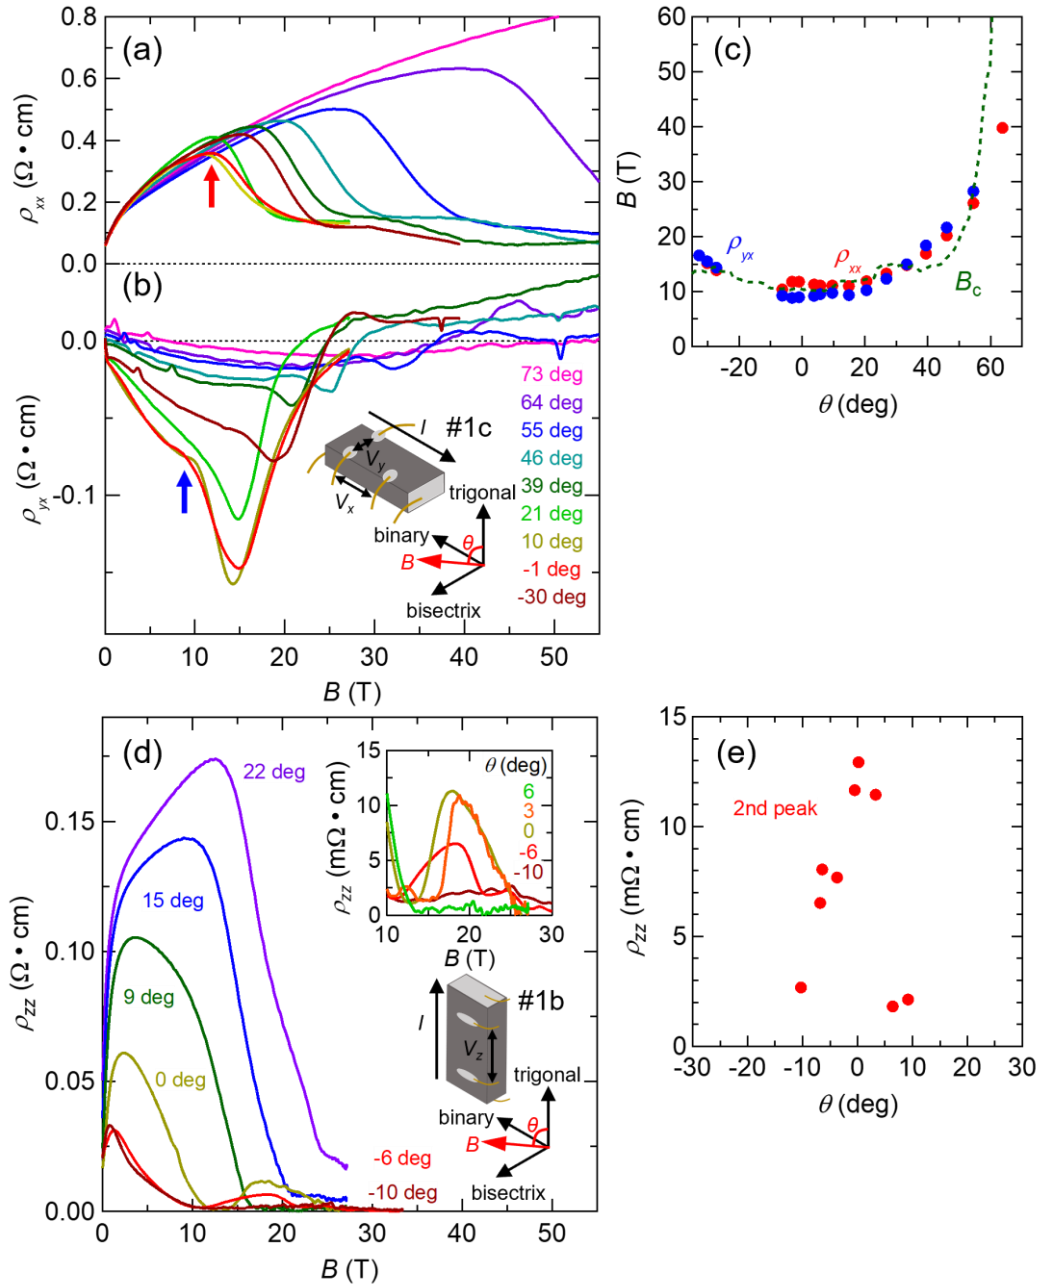 (a)
0.8
0.6
0.4
0.2
0.0
ρxx (Ω • cm)
(b)
0.0
-0.1
ρyx (Ω • cm)
I
#1c
Vy
Vx
trigonal
binary
θ
B
bisectrix
73 deg
64 deg
55 deg
46 deg
39 deg
21 deg
10 deg
-1 deg
-30 deg
0 10 20 30 40 50
B (T)
(c)
60
50
40
30
20
10
0
B (T)
ρyx
ρxx
Bc
-20 0 20 40 60
θ (deg)
(d)
0.15
0.10
0.05
0.00
ρzz (Ω • cm)
22 deg
15 deg
9 deg
0 deg
-6 deg
-10 deg
15
10
5
0
ρzz (mΩ • cm)
θ (deg)
6
3
0
-6
-10
10 20 30
B (T)
I
#1b
Vz
trigonal
binary
θ
B
bisectrix
0 10 20 30 40 50
B (T)
(e)
15
10
5
0
ρzz (mΩ • cm)
2nd peak
-30 -20 -10 0 10 20 30
θ (deg)